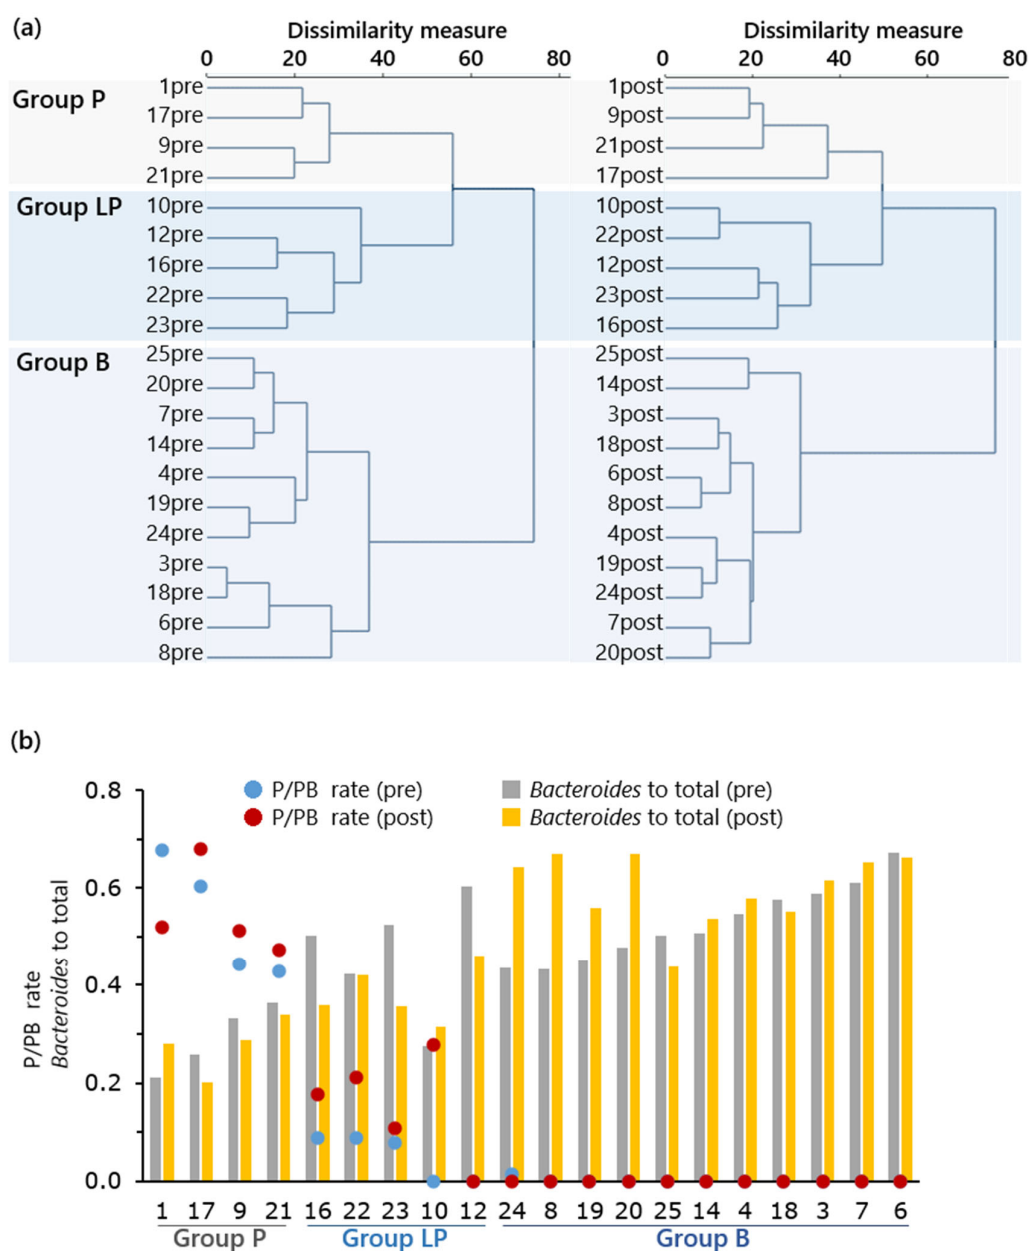 (a)
Dissimilarity measure
0 20 40 60 80
Group P
1pre
17pre
9pre
21pre
Group LP
10pre
12pre
16pre
22pre
23pre
Group B
25pre
20pre
7pre
14pre
4pre
19pre
24pre
3pre
18pre
6pre
8pre
Dissimilarity measure
0 20 40 60 80
1post
9post
21post
17post
10post
22post
12post
23post
16post
25post
14post
3post
18post
6post
8post
4post
19post
24post
7post
20post
(b)
P/PB rate (pre)
P/PB rate (post)
Bacteroides to total (pre)
Bacteroides to total (post)
P/PB rate
Bacteroides to total
0.8
0.6
0.4
0.2
0.0
1 17 9 21 16 22 23 10 12 24 8 19 20 25 14 4 18 3 7 6
Group P Group LP Group B